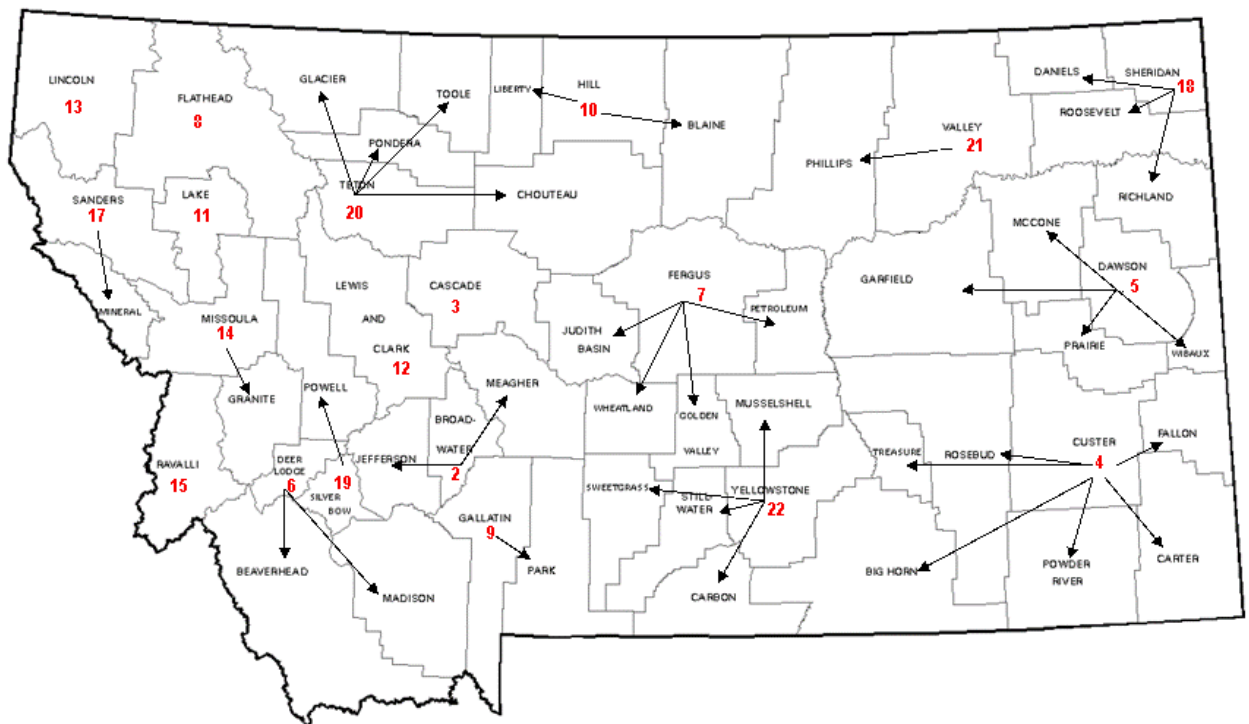 LINCOLN
13
FLATHEAD
8
GLACIER
TOOLE
PONDERA
TETON
20
LIBERTY
HILL
10
BLAINE
CHOUTEAU
PHILLIPS
VALLEY
21
DANIELS
SHERIDAN
18
ROOSEVELT
RICHLAND
SANDERS
17
LAKE
11
MINERAL
MISSOULA
14
GRANITE
LEWIS
AND
CLARK
12
CASCADE
3
FERGUS
7
JUDITH
BASIN
PETROLEUM
GARFIELD
MCCONE
DAWSON
5
PRAIRIE
WIBAUX
POWELL
MEAGHER
BROAD-
WATER
2
JEFFERSON
WHEATLAND
GOLDEN
VALLEY
MUSSELSHELL
TREASURE
ROSEBUD
CUSTER
4
FALLON
RAVALLI
15
DEER
LODGE
6
19
SILVER
BOW
SWEETGRASS
STILL-
WATER
YELLOWSTONE
22
GALLATIN
9
PARK
BEAVERHEAD
MADISON
CARBON
BIG HORN
POWDER
RIVER
CARTER